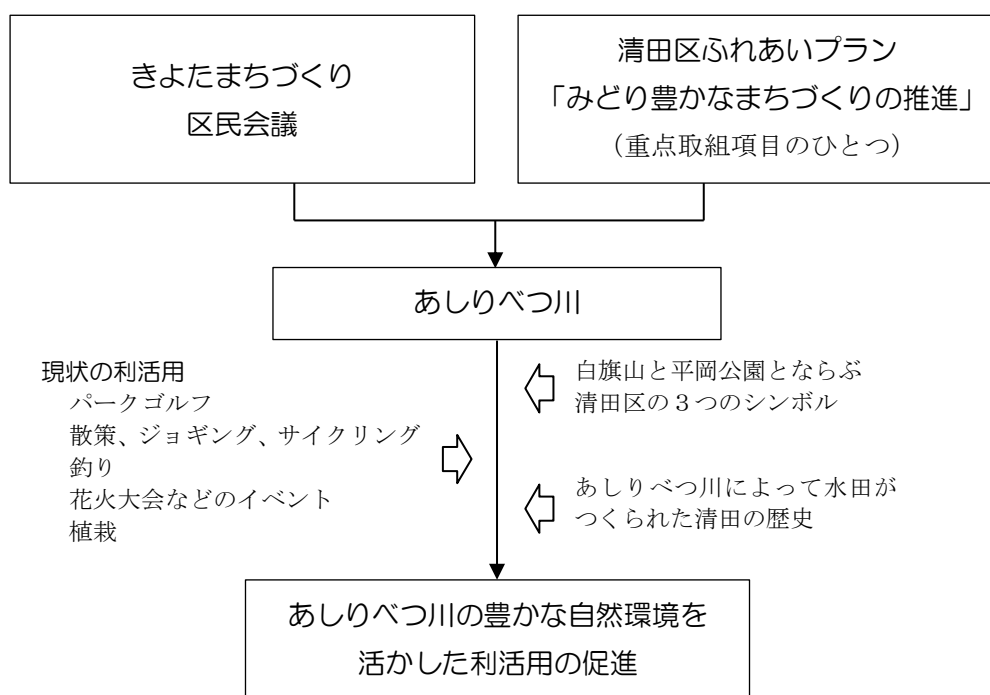 きよたまちづくり
区民会議
清田区ふれあいプラン
「みどり豊かなまちづくりの推進」
（重点取組項目のひとつ）
あしりべつ川
現状の利活用
パークゴルフ
散策、ジョギング、サイクリング
釣り
花火大会などのイベント
植栽
白旗山と平岡公園とならぶ
清田区の３つのシンボル
あしりべつ川によって水田が
つくられた清田の歴史
あしりべつ川の豊かな自然環境を
活かした利活用の促進